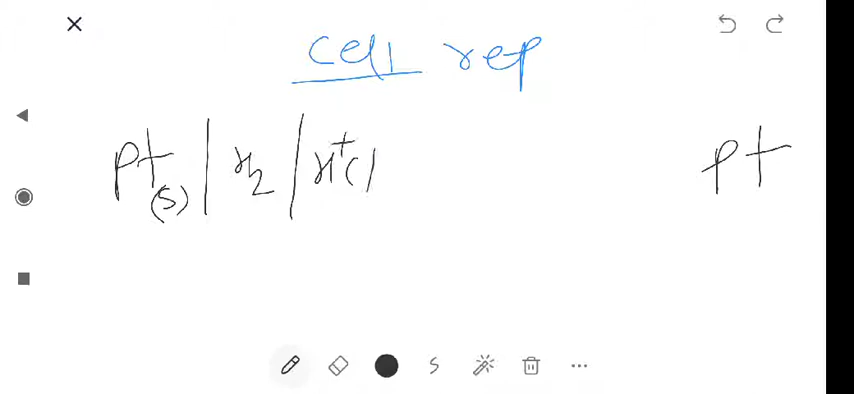 cell rep
Pt(s) | H2 | H+( ) Pt